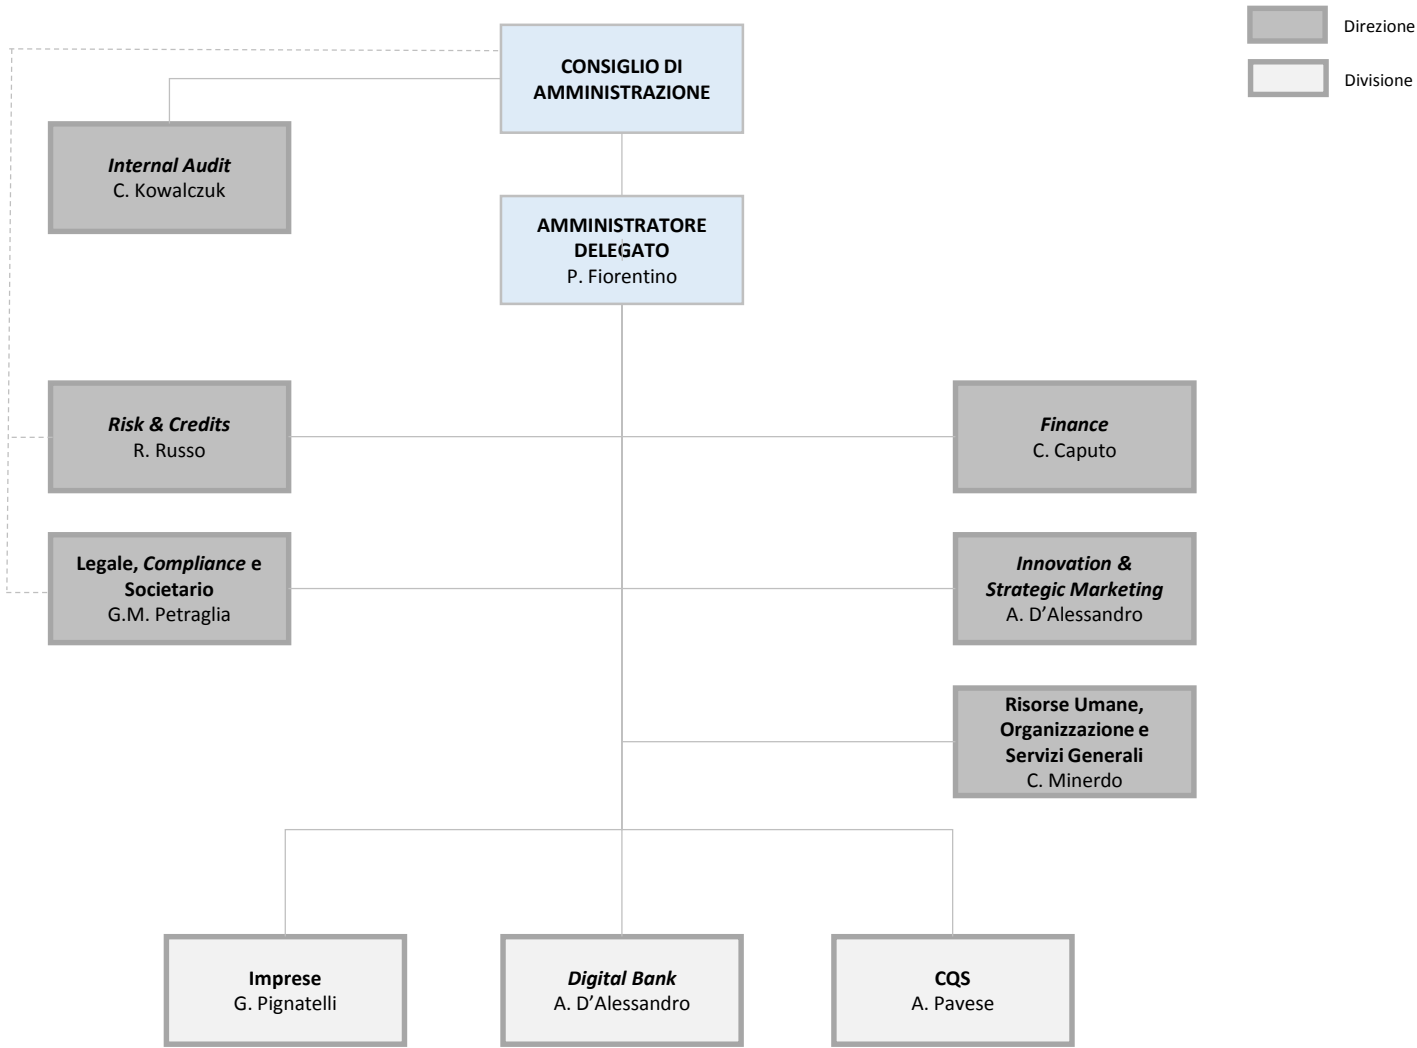 Direzione
Divisione
CONSIGLIO DI
AMMINISTRAZIONE
Internal Audit
C. Kowalczuk
AMMINISTRATORE
DELEGATO
P. Fiorentino
Risk & Credits
R. Russo
Finance
C. Caputo
Legale, Compliance e
Societario
G.M. Petraglia
Innovation &
Strategic Marketing
A. D’Alessandro
Risorse Umane,
Organizzazione e
Servizi Generali
C. Minerdo
Imprese
G. Pignatelli
Digital Bank
A. D’Alessandro
CQS
A. Pavese